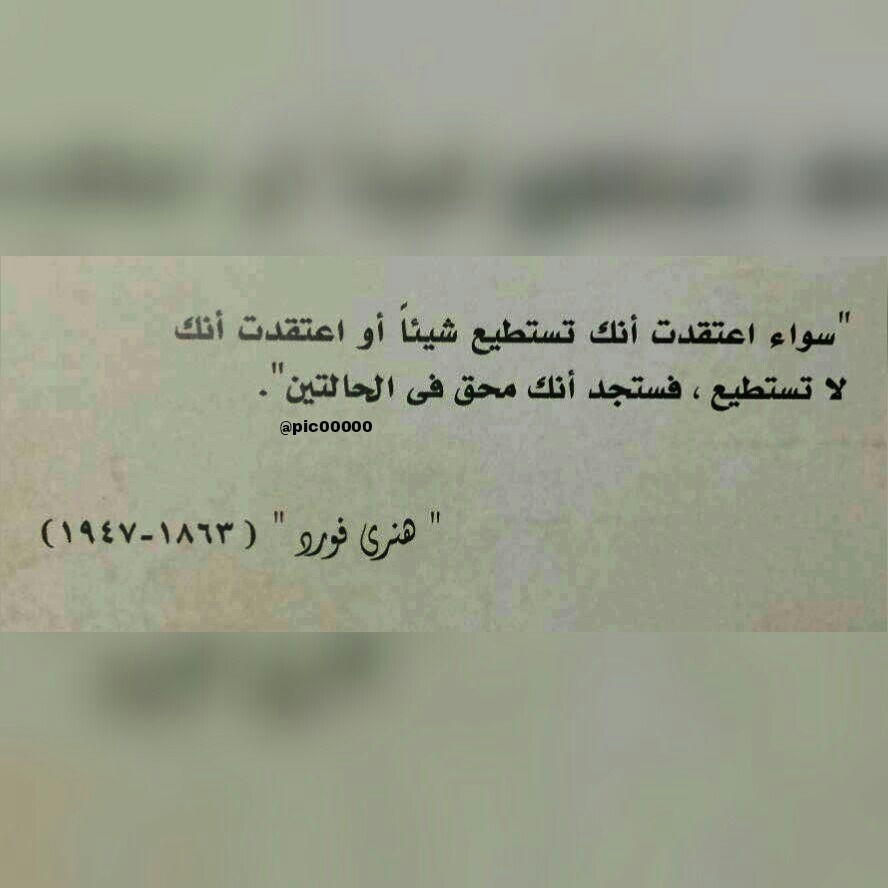 "سواء اعتقدت أنك تستطيع شيئاً أو اعتقدت أنك
لا تستطيع ، فستجد أنك محق فى الحالتين".
@pic00000
" هنرى فورد " (١٨٦٣-١٩٤٧)